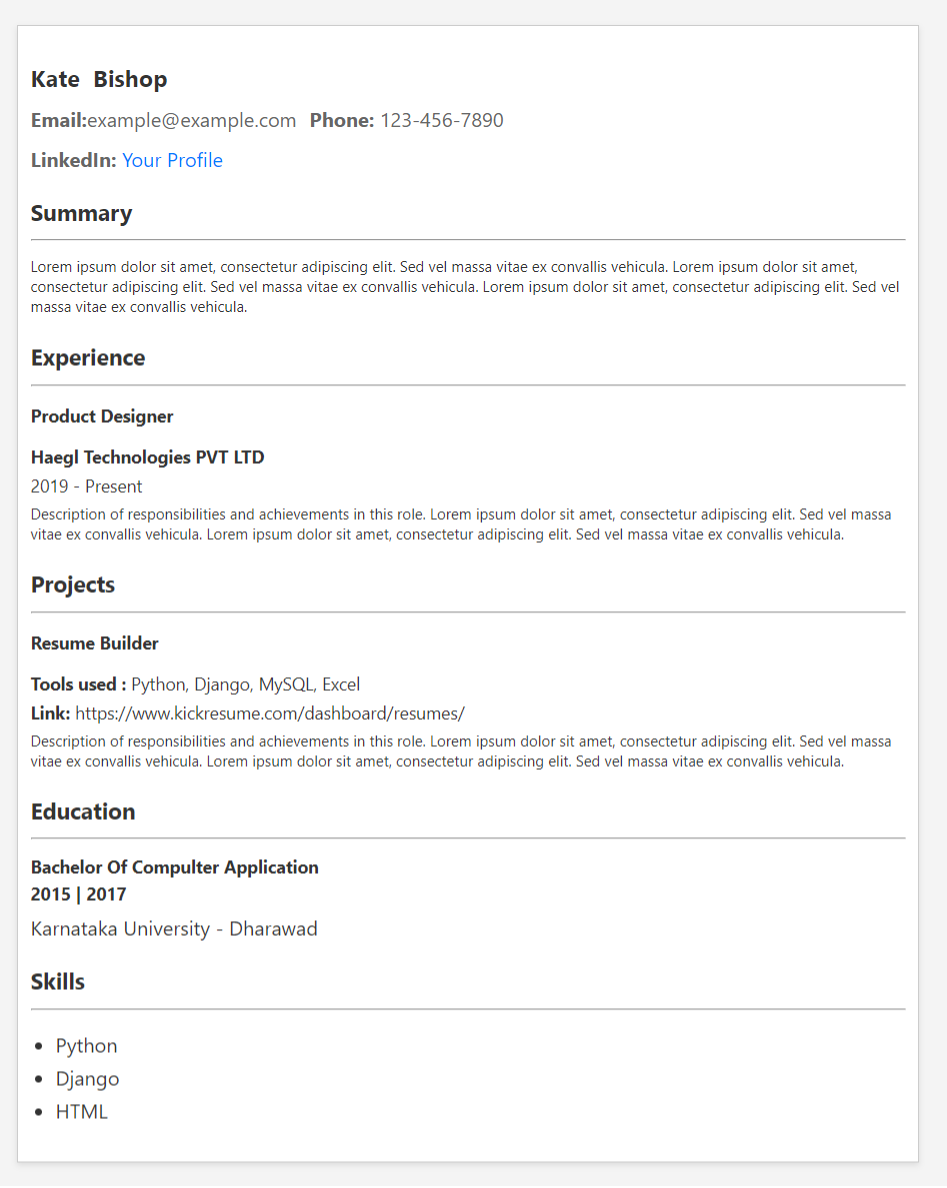 Kate Bishop
Email:example@example.com Phone: 123-456-7890
LinkedIn: Your Profile
Summary
Lorem ipsum dolor sit amet, consectetur adipiscing elit. Sed vel massa vitae ex convallis vehicula. Lorem ipsum dolor sit amet,
consectetur adipiscing elit. Sed vel massa vitae ex convallis vehicula. Lorem ipsum dolor sit amet, consectetur adipiscing elit. Sed vel
massa vitae ex convallis vehicula.
Experience
Product Designer
Haegl Technologies PVT LTD
2019 - Present
Description of responsibilities and achievements in this role. Lorem ipsum dolor sit amet, consectetur adipiscing elit. Sed vel massa
vitae ex convallis vehicula. Lorem ipsum dolor sit amet, consectetur adipiscing elit. Sed vel massa vitae ex convallis vehicula.
Projects
Resume Builder
Tools used : Python, Django, MySQL, Excel
Link: https://www.kickresume.com/dashboard/resumes/
Description of responsibilities and achievements in this role. Lorem ipsum dolor sit amet, consectetur adipiscing elit. Sed vel massa
vitae ex convallis vehicula. Lorem ipsum dolor sit amet, consectetur adipiscing elit. Sed vel massa vitae ex convallis vehicula.
Education
Bachelor Of Compulter Application
2015 | 2017
Karnataka University - Dharawad
Skills
• Python
• Django
• HTML